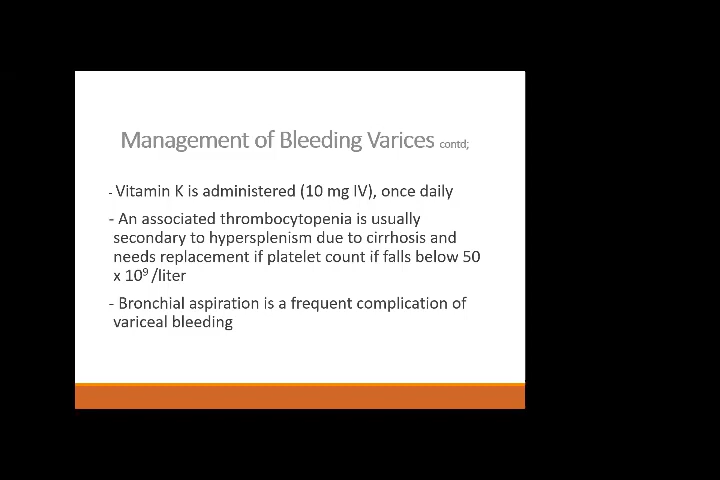 Management of Bleeding Varices contd;
- Vitamin K is administered (10 mg IV), once daily
- An associated thrombocytopenia is usually
secondary to hypersplenism due to cirrhosis and
needs replacement if platelet count if falls below 50
x 10⁹ /liter
- Bronchial aspiration is a frequent complication of
variceal bleeding